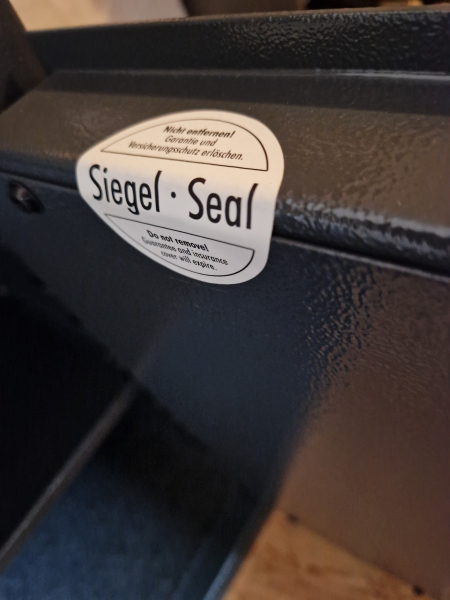 Nicht entfernen!
Garantie und
Versicherungsschutz erlöschen.
Siegel · Seal
Do not remove!
Guarantee and insurance
cover will expire.